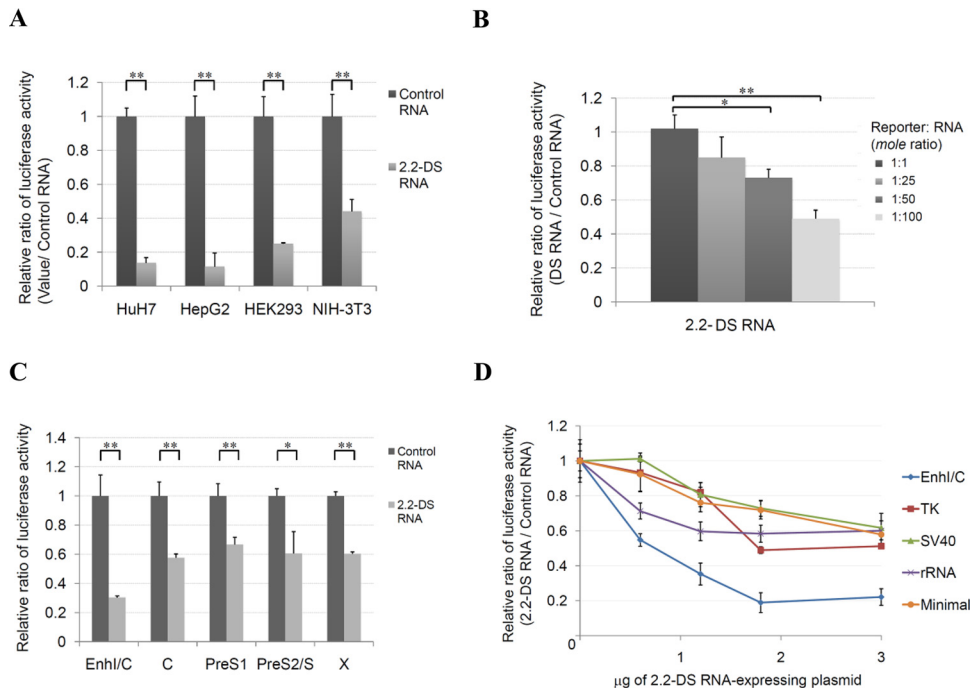 A
Relative ratio of luciferase activity
(Value/ Control RNA)
1.2
1
0.8
0.6
0.4
0.2
0
**
**
**
**
HuH7
HepG2
HEK293
NIH-3T3
Control
RNA
2.2-DS
RNA
B
Relative ratio of luciferase activity
(DS RNA / Control RNA)
1.2
1
0.8
0.6
0.4
0.2
0
**
*
2.2- DS RNA
Reporter: RNA
(mole ratio)
1:1
1:25
1:50
1:100
C
Relative ratio of luciferase activity
(2.2-DS RNA / Control RNA)
1.4
1.2
1
0.8
0.6
0.4
0.2
0
**
**
**
*
**
EnhI/C
C
PreS1
PreS2/S
X
Control
RNA
2.2-DS
RNA
D
Relative ratio of luciferase activity
(2.2-DS RNA / Control RNA)
1.2
1
0.8
0.6
0.4
0.2
0
1
2
3
µg of 2.2-DS RNA-expressing plasmid
EnhI/C
TK
SV40
rRNA
Minimal